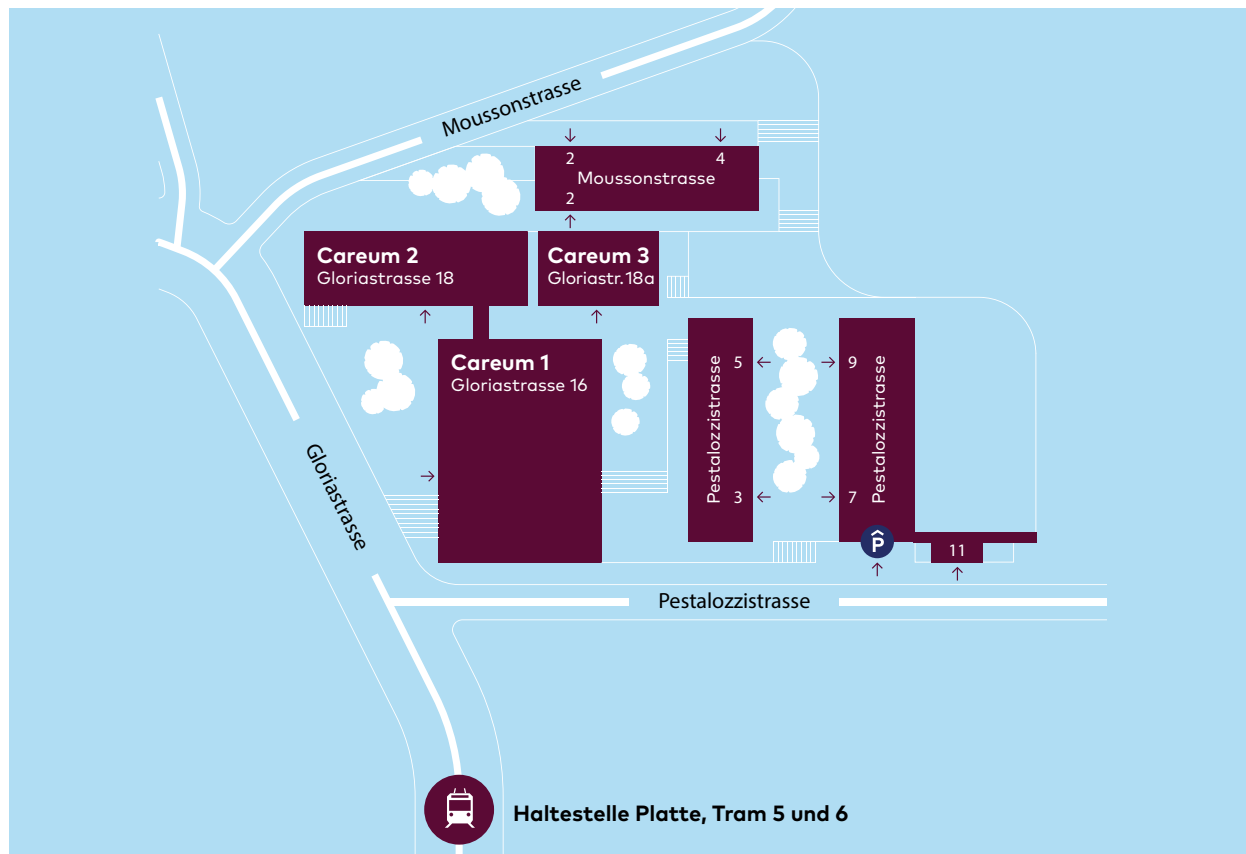 Moussonstrasse
2
4
Moussonstrasse
2
Careum 2
Gloriastrasse 18
Careum 3
Gloriastr. 18a
Careum 1
Gloriastrasse 16
5
Pestalozzistrasse
3
9
Pestalozzistrasse
7
P
11
Gloriastrasse
Pestalozzistrasse
Haltestelle Platte, Tram 5 und 6